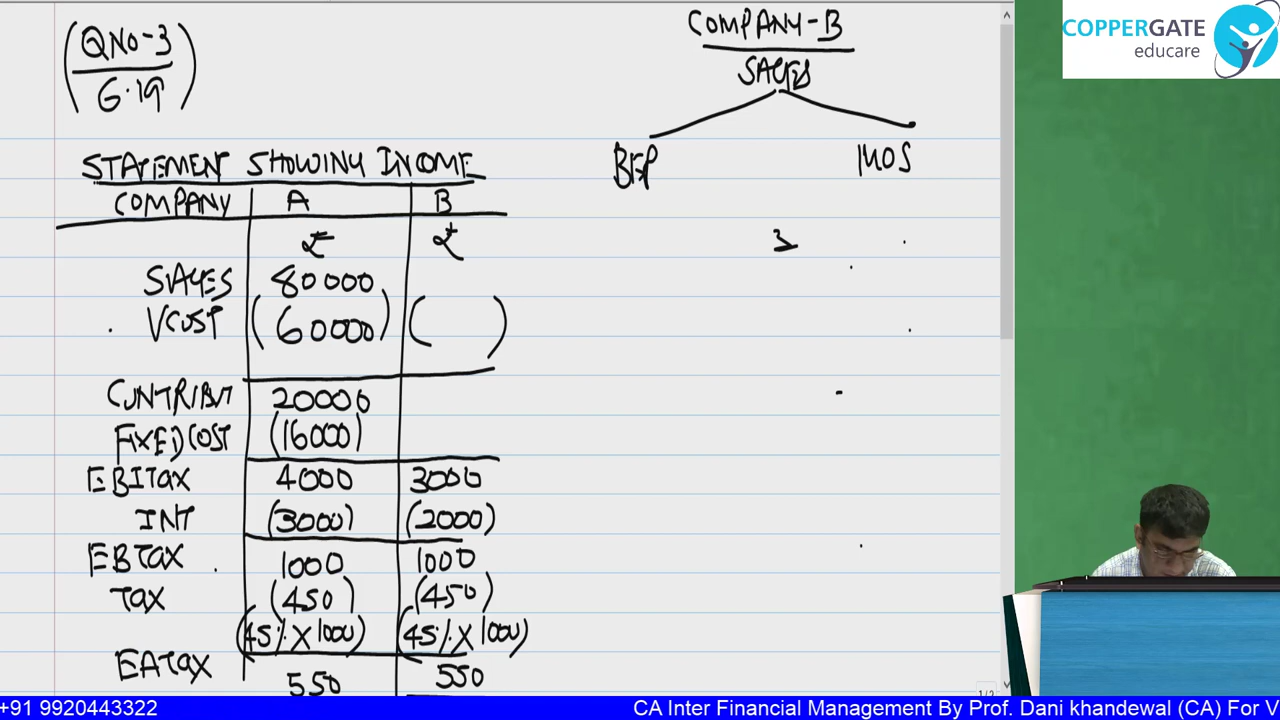 (QNO-3 / 6.19)
COMPANY-B
SALES
BEP MOS
COPPERGATE
educare
STATEMENT SHOWING INCOME
COMPANY A B
₹ ₹
SALES 80000
VCOST (60000) ( )
CONTRIBUT 20000
FIXED COST (16000)
EBITAX 4000 3000
INT (3000) (2000)
EBTAX 1000 1000
TAX (450) (450)
(45% X 1000) (45% X 1000)
EATAX 550 550
+91 9920443322 CA Inter Financial Management By Prof. Dani khandewal (CA) For V